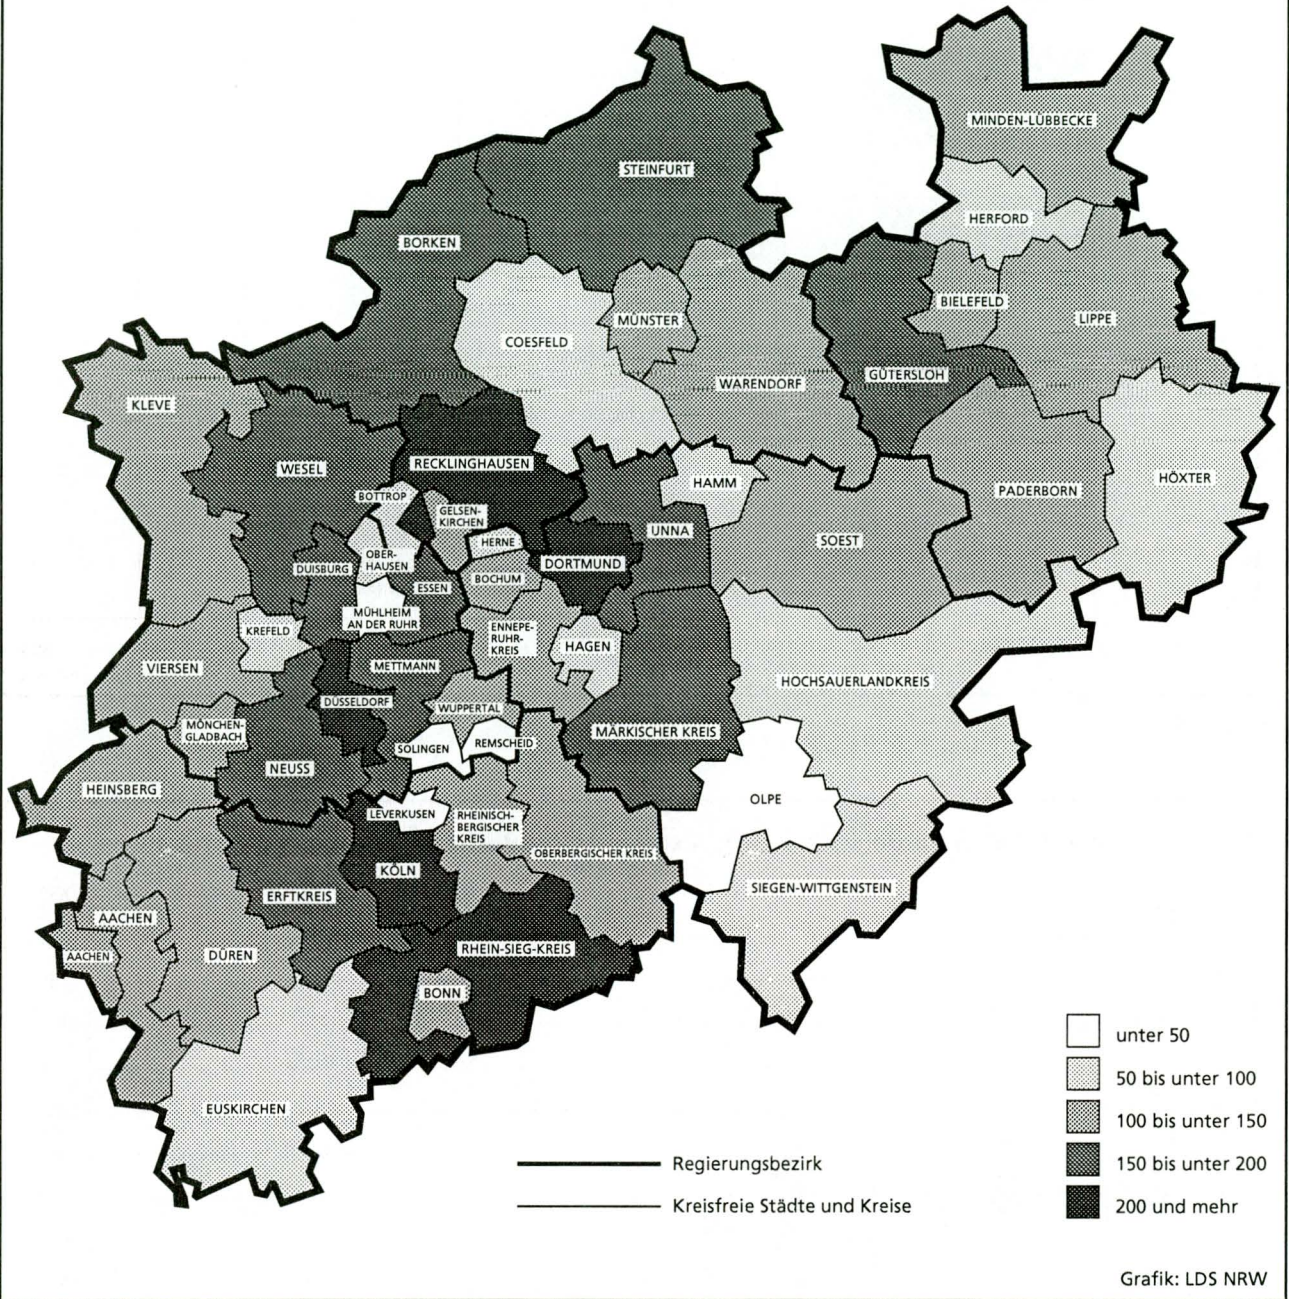 MINDEN-LÜBBECKE
STEINFURT
HERFORD
BORKEN
BIELEFELD
LIPPE
MÜNSTER
COESFELD
GÜTERSLOH
WARENDORF
KLEVE
RECKLINGHAUSEN
WESEL
HÖXTER
HAMM
PADERBORN
BOTTROP
GELSEN-
KIRCHEN
UNNA
SOEST
HERNE
OBER-
HAUSEN
DORTMUND
DUISBURG
BOCHUM
ESSEN
MÜHLHEIM
AN DER RUHR
KREFELD
ENNEPE-
RUHR-
KREIS
HAGEN
VIERSEN
METTMANN
HOCHSAUERLANDKREIS
DÜSSELDORF
WUPPERTAL
MÖNCHEN-
GLADBACH
MÄRKISCHER KREIS
SOLINGEN
REMSCHEID
NEUSS
HEINSBERG
OLPE
LEVERKUSEN
RHEINISCH-
BERGISCHER
KREIS
OBERBERGISCHER KREIS
KÖLN
SIEGEN-WITTGENSTEIN
ERFTKREIS
AACHEN
RHEIN-SIEG-KREIS
AACHEN
DÜREN
BONN
EUSKIRCHEN
unter 50
50 bis unter 100
100 bis unter 150
150 bis unter 200
200 und mehr
Regierungsbezirk
Kreisfreie Städte und Kreise
Grafik: LDS NRW